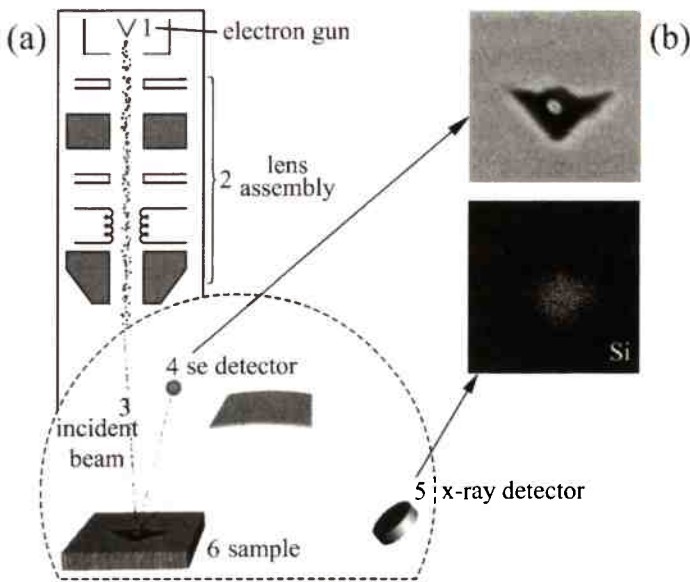 (a)
1
electron gun
(b)
2
lens
assembly
Si
4 se detector
3
incident
beam
5 x-ray detector
6 sample